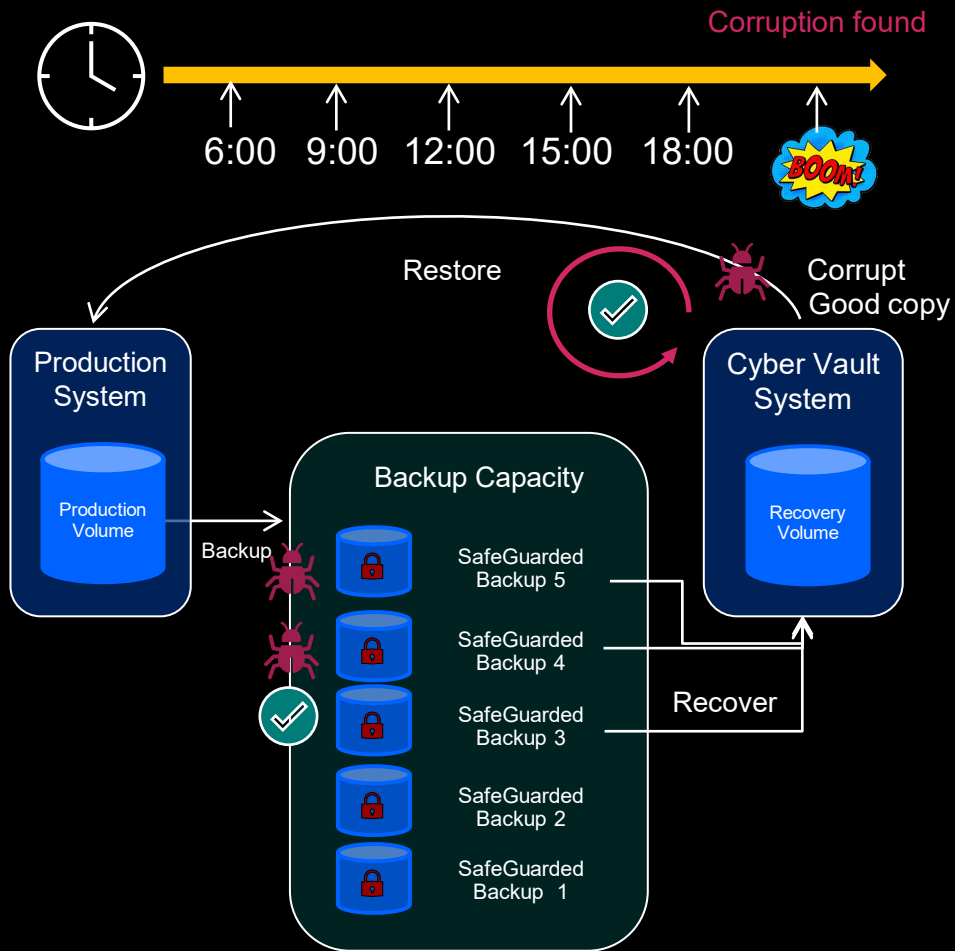 Corruption found
6:00 9:00 12:00 15:00 18:00
BOOM!
Restore
Corrupt
Good copy
Production
System
Production
Volume
Backup
Backup Capacity
SafeGuarded
Backup 5
SafeGuarded
Backup 4
SafeGuarded
Backup 3
SafeGuarded
Backup 2
SafeGuarded
Backup 1
Cyber Vault
System
Recovery
Volume
Recover